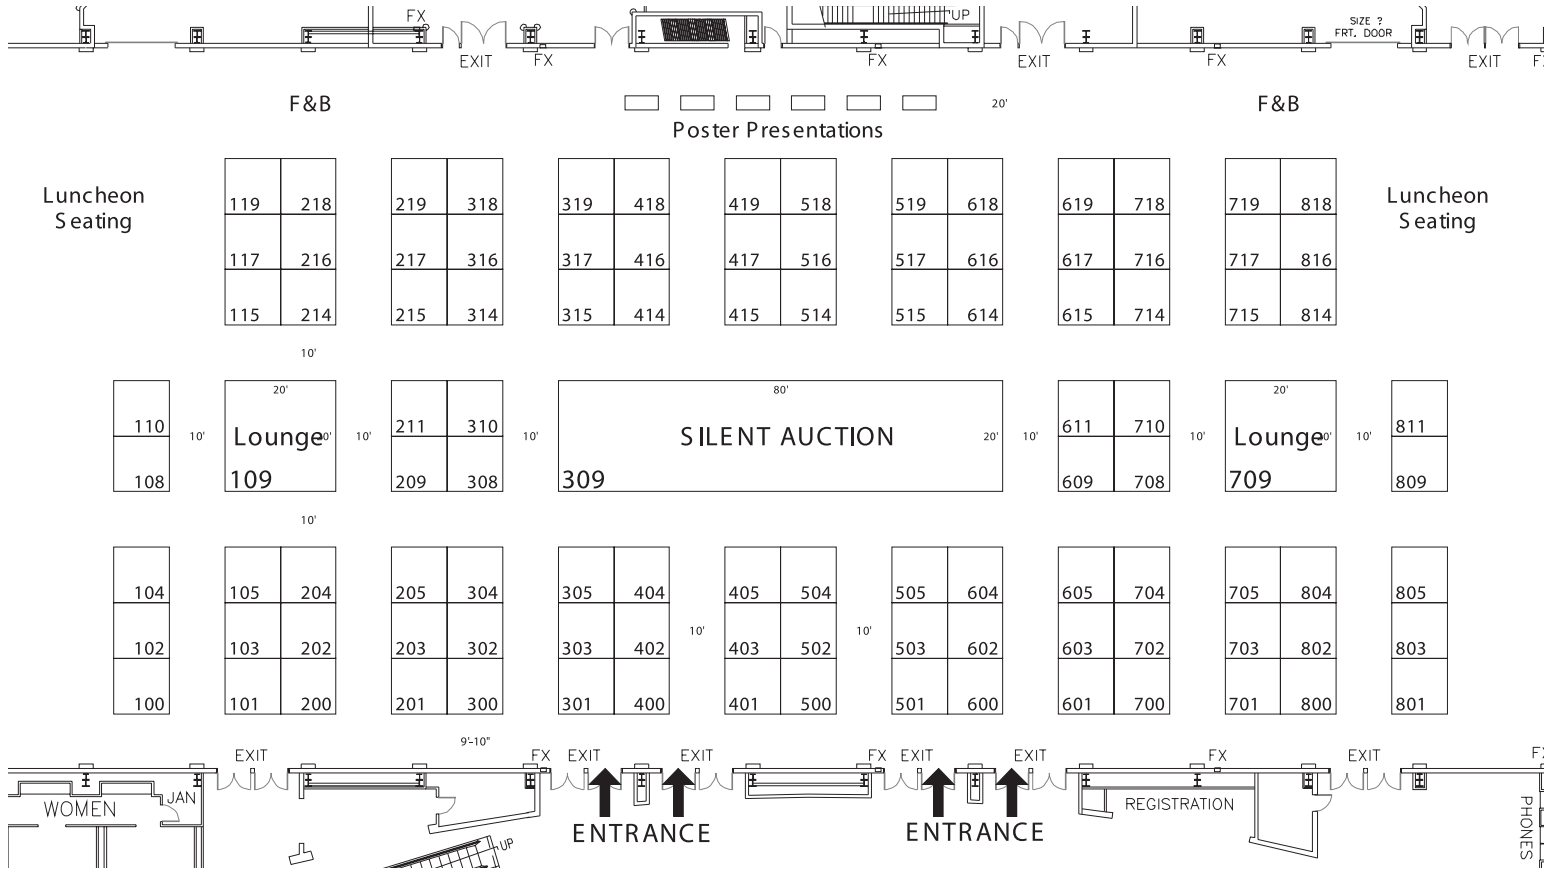 FX
UP
SIZE ?
FRT. DOOR
EXIT FX FX EXIT FX EXIT F
F&B 20' F&B
Poster Presentations
Luncheon
Seating
Luncheon
Seating
119 218 219 318 319 418 419 518 519 618 619 718 719 818
117 216 217 316 317 416 417 516 517 616 617 716 717 816
115 214 215 314 315 414 415 514 515 614 615 714 715 814
10'
20' 80' 20'
110 211 310 611 710 811
10' Lounge 10' 10' SILENT AUCTION 20' 10' 10' Lounge 10'
108 109 209 308 309 609 708 709 809
10'
104 105 204 205 304 305 404 405 504 505 604 605 704 705 804 805
10' 10'
102 103 202 203 302 303 402 403 502 503 602 603 702 703 802 803
100 101 200 201 300 301 400 401 500 501 600 601 700 701 800 801
9'-10"
EXIT FX EXIT EXIT FX EXIT EXIT FX EXIT F
WOMEN JAN REGISTRATION PHONES
ENTRANCE ENTRANCE
UP